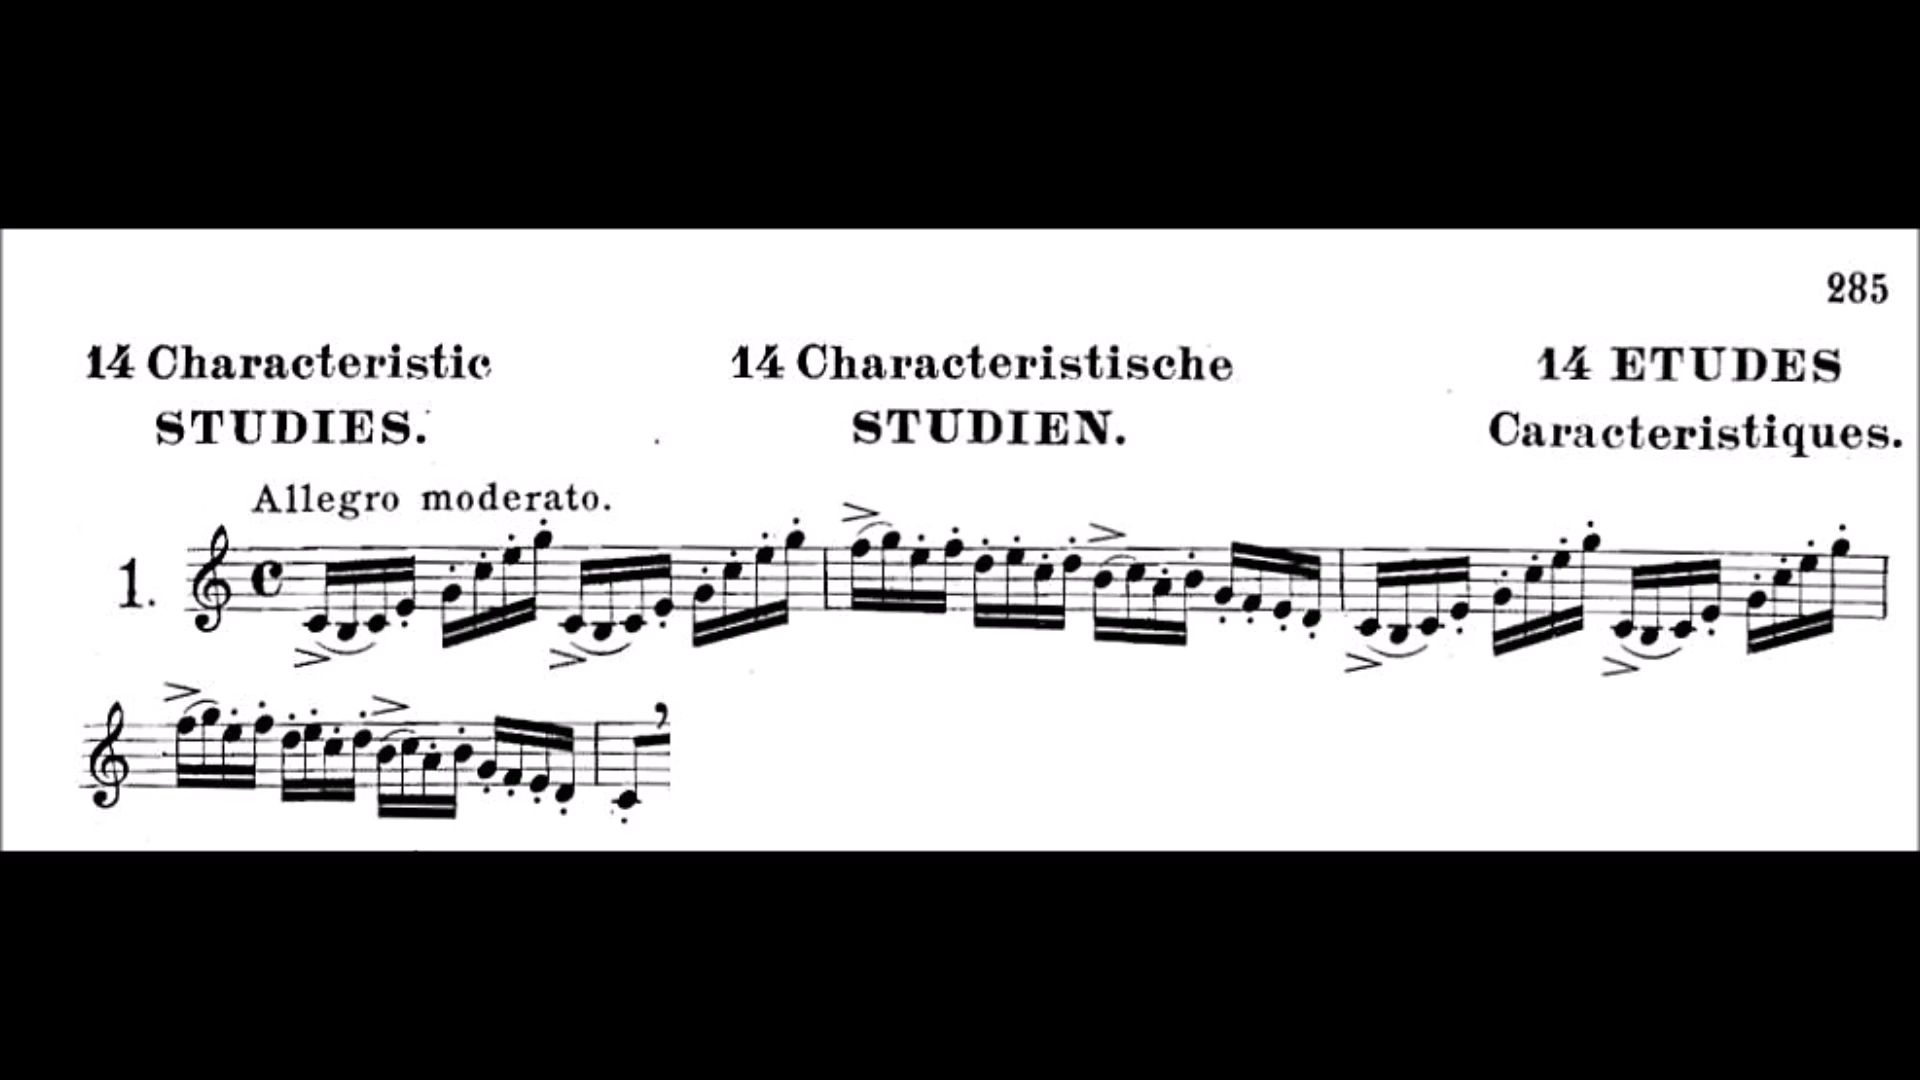 285
14 Characteristic
STUDIES.
14 Characteristische
STUDIEN.
14 ETUDES
Caracteristiques.
Allegro moderato.
1.